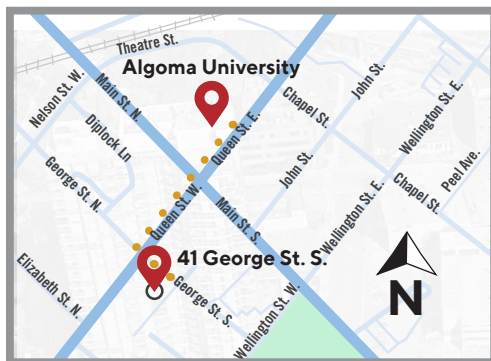 Theatre St.
Algoma University
Nelson St. W.
Main St. N.
Diplock Ln
Queen St. E.
Chapel St.
John St.
Wellington St. E.
George St. N.
Queen St. W.
John St.
Main St. S.
Wellington St. E.
Chapel St.
Peel Ave.
41 George St. S.
Elizabeth St. N.
George St. S.
Wellington St. W.
N